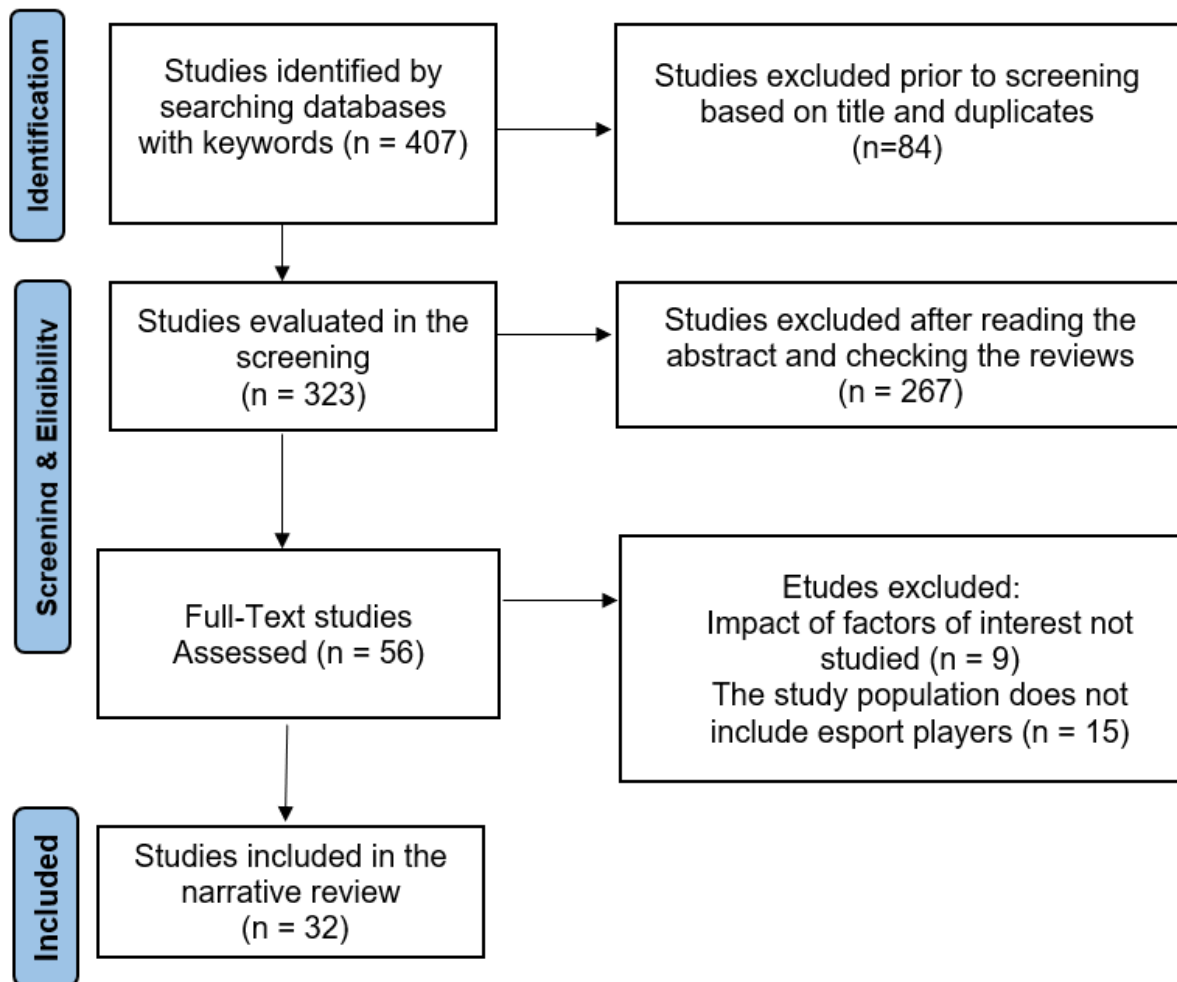 Identification
Studies identified by
searching databases
with keywords (n = 407)
Studies excluded prior to screening
based on title and duplicates
(n=84)
Screening & Eligibility
Studies evaluated in the
screening
(n = 323)
Studies excluded after reading the
abstract and checking the reviews
(n = 267)
Full-Text studies
Assessed (n = 56)
Etudes excluded:
Impact of factors of interest not
studied (n = 9)
The study population does not
include esport players (n = 15)
Included
Studies included in the
narrative review
(n = 32)